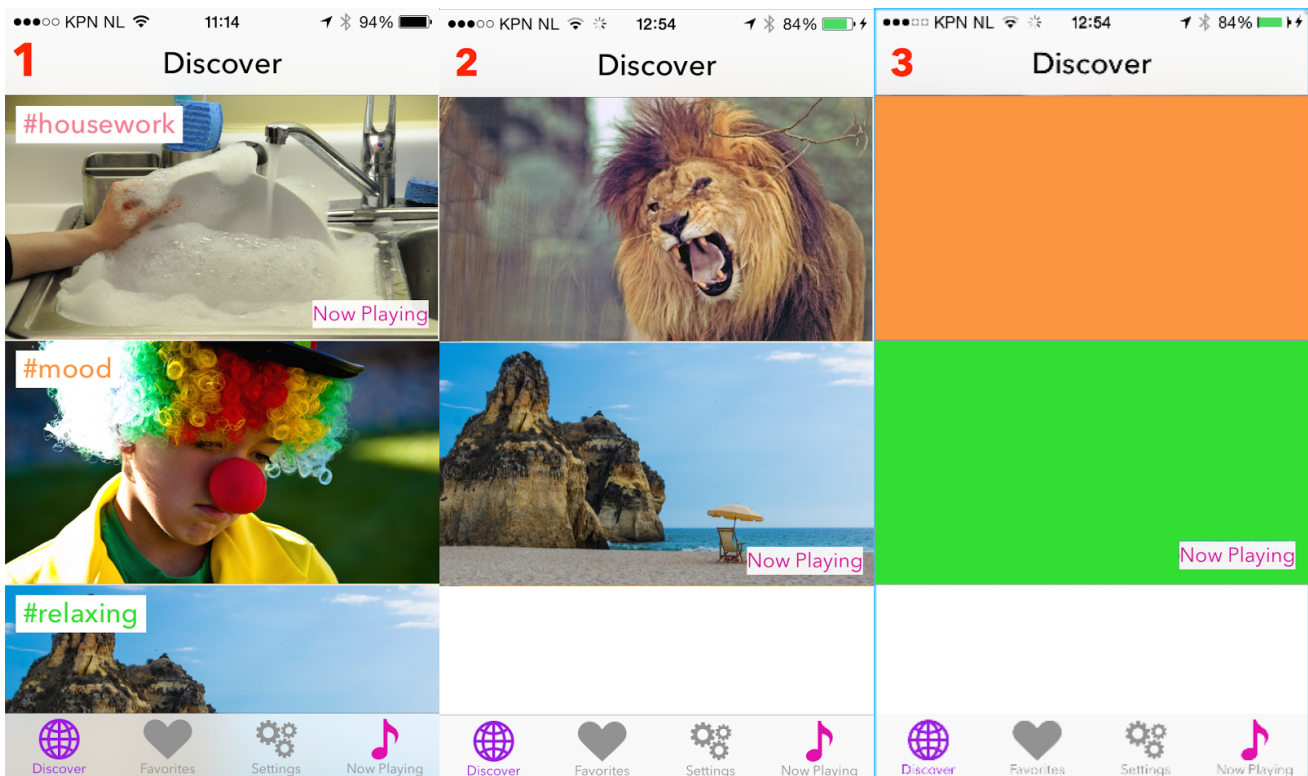 ●●●○○ KPN NL 11:14 94%
1 Discover
#housework
Now Playing
#mood
#relaxing
Discover Favorites Settings Now Playing
●●●○○ KPN NL 12:54 84%
2 Discover
Now Playing
Discover Favorites Settings Now Playing
●●●○○ KPN NL 12:54 84%
3 Discover
Now Playing
Discover Favorites Settings Now Playing